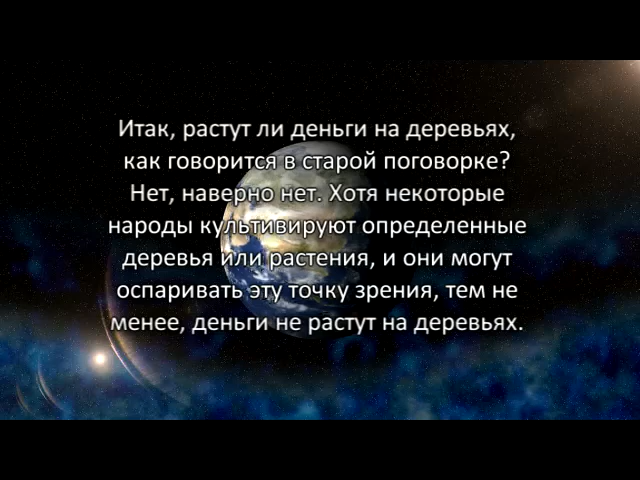 Итак, растут ли деньги на деревьях,
как говорится в старой поговорке?
Нет, наверно нет. Хотя некоторые
народы культивируют определенные
деревья или растения, и они могут
оспаривать эту точку зрения, тем не
менее, деньги не растут на деревьях.